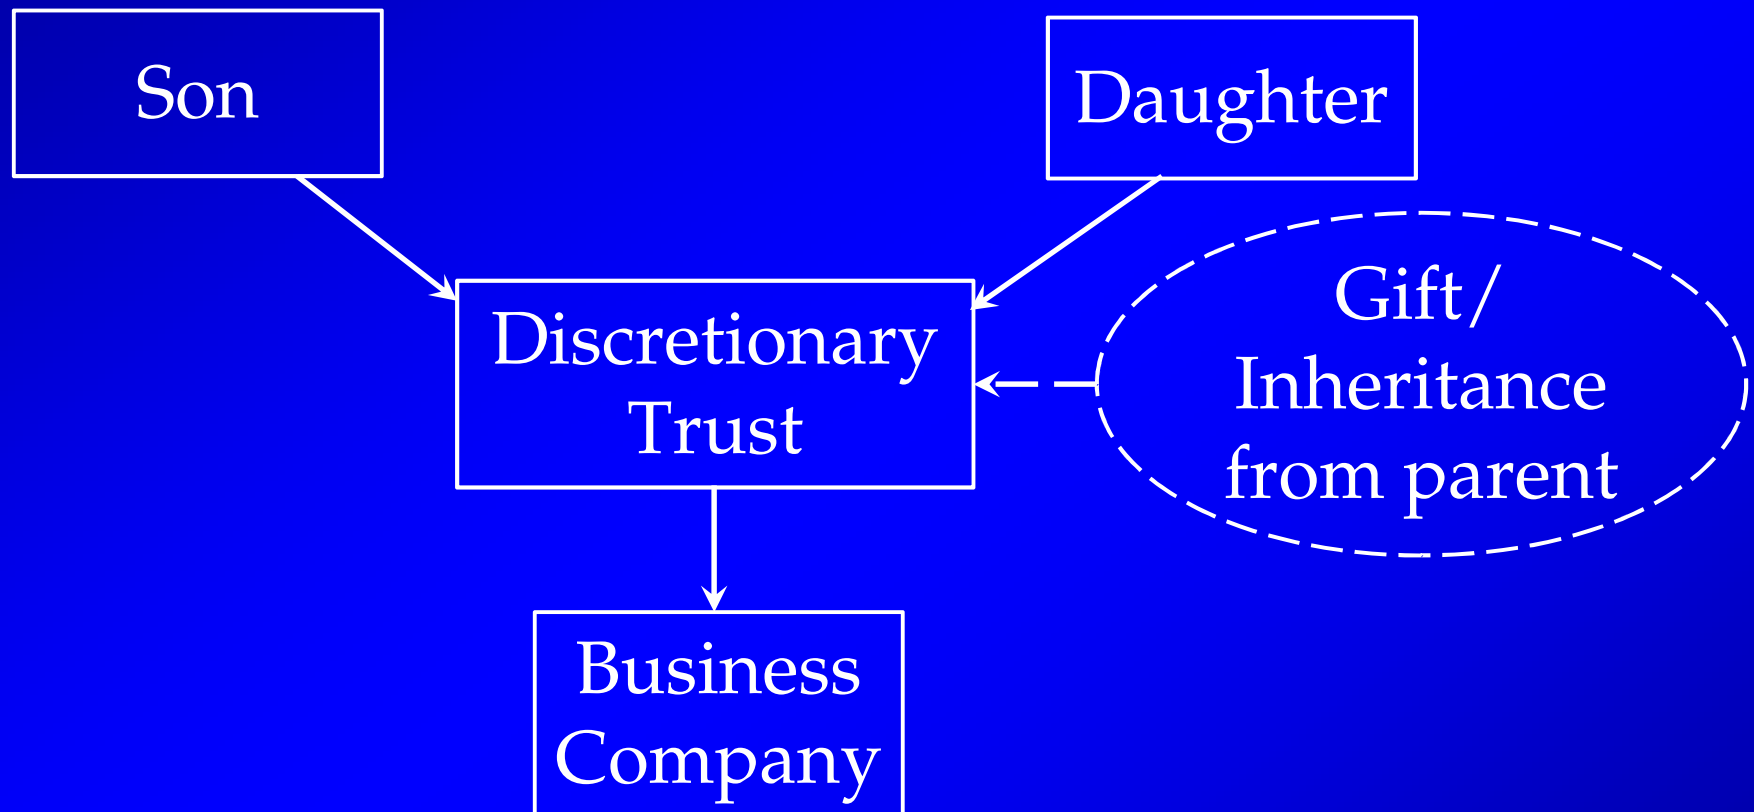 Son
Daughter
Discretionary
Trust
Gift/
Inheritance
from parent
Business
Company